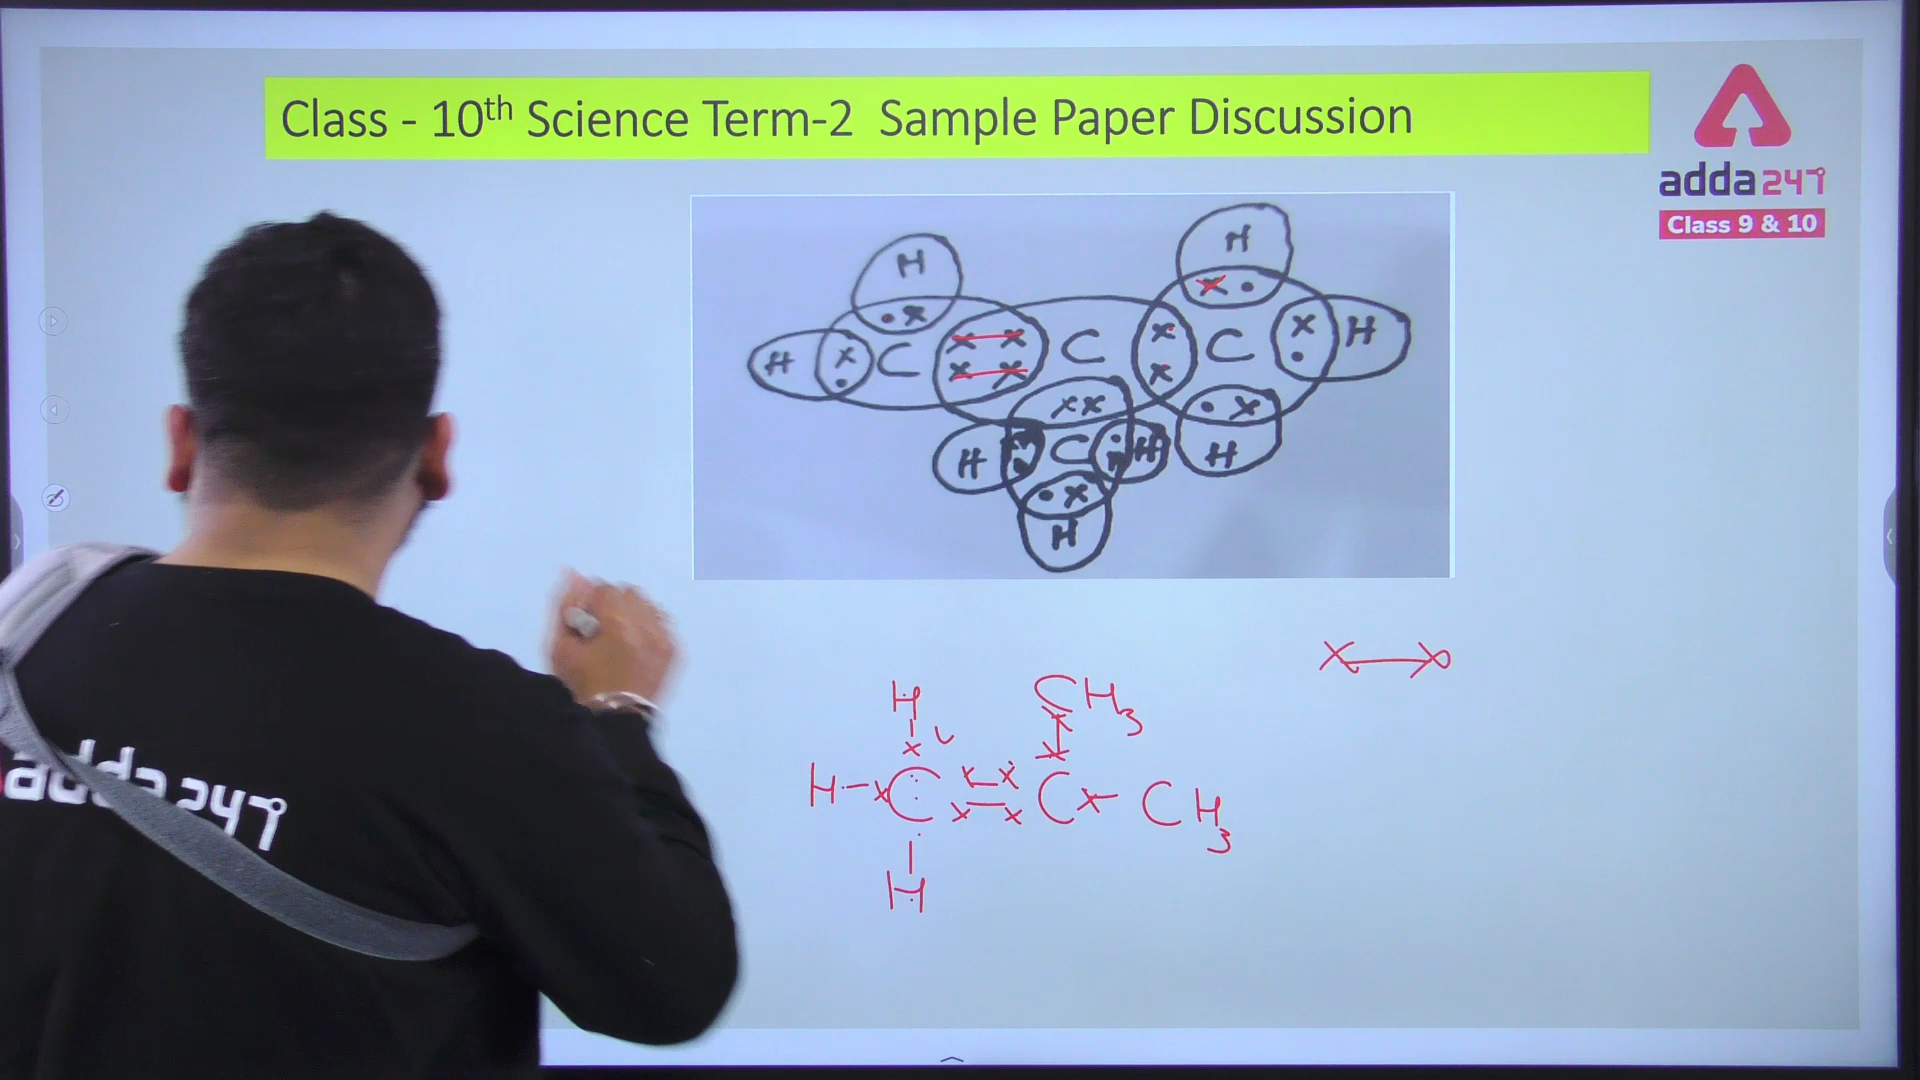 Class - 10th Science Term-2 Sample Paper Discussion
adda247
Class 9 & 10
H
H
H x C x x C x C x H
x x
H
H C H
H
H
x ↔ x
H CH3
H - x C x = x C x - CH3
H
adda247